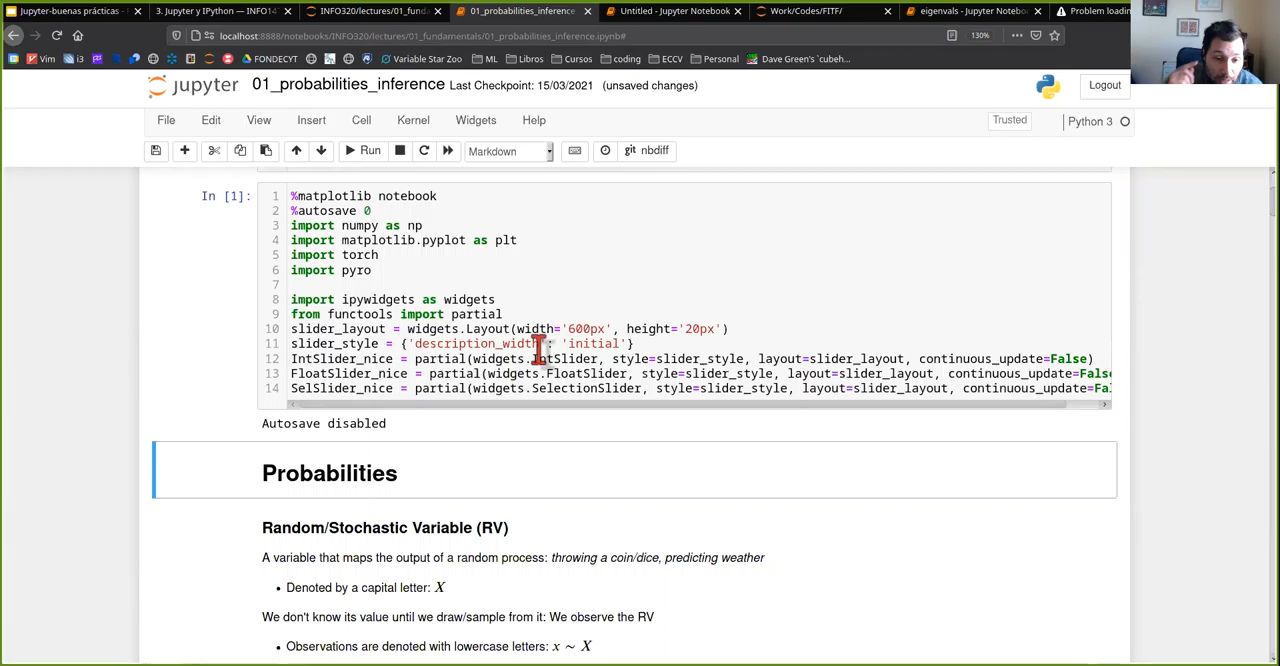 Jupyter-buenas prácticas -
3. Jupyter y IPython — INFO14
INFO320/lectures/01_funda
01_probabilities_inference
Untitled - Jupyter Notebook
Work/Codes/FITF/
eigenvals - Jupyter Notebo
Problem loadin
localhost:8888/notebooks/INFO320/lectures/01_fundamentals/01_probabilities_inference.ipynb#
130%
Vim
i3
FONDECYT
Variable Star Zoo
ML
Libros
Cursos
coding
ECCV
Personal
Dave Green's `cubeh…
jupyter 01_probabilities_inference Last Checkpoint: 15/03/2021 (unsaved changes)
Logout
File Edit View Insert Cell Kernel Widgets Help
Trusted
Python 3
Run
Markdown
git nbdiff
In [1]:
1 %matplotlib notebook
2 %autosave 0
3 import numpy as np
4 import matplotlib.pyplot as plt
5 import torch
6 import pyro
7
8 import ipywidgets as widgets
9 from functools import partial
10 slider_layout = widgets.Layout(width='600px', height='20px')
11 slider_style = {'description_width': 'initial'}
12 IntSlider_nice = partial(widgets.IntSlider, style=slider_style, layout=slider_layout, continuous_update=False)
13 FloatSlider_nice = partial(widgets.FloatSlider, style=slider_style, layout=slider_layout, continuous_update=False
14 SelSlider_nice = partial(widgets.SelectionSlider, style=slider_style, layout=slider_layout, continuous_update=Fal
Autosave disabled
Probabilities
Random/Stochastic Variable (RV)
A variable that maps the output of a random process: throwing a coin/dice, predicting weather
• Denoted by a capital letter: X
We don't know its value until we draw/sample from it: We observe the RV
• Observations are denoted with lowercase letters: x ∼ X